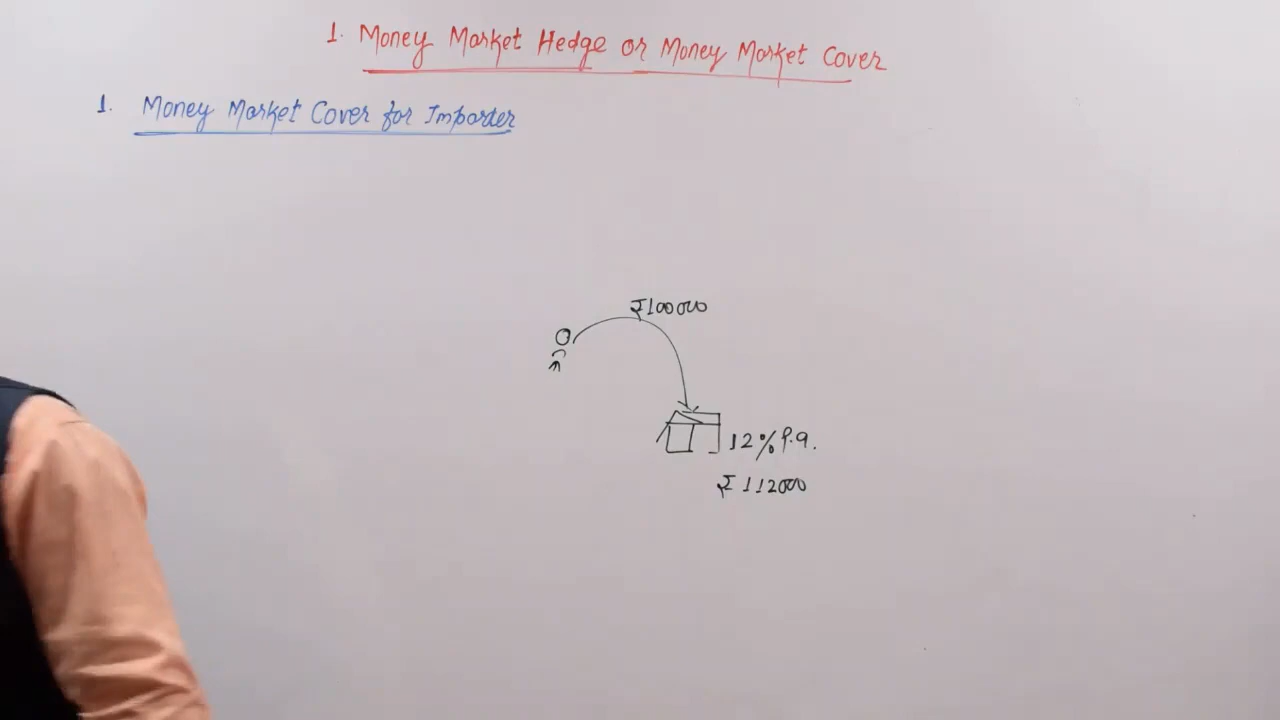 1. Money Market Hedge or Money Market Cover
1. Money Market Cover for Importer
₹100000
12% P.a.
₹112000